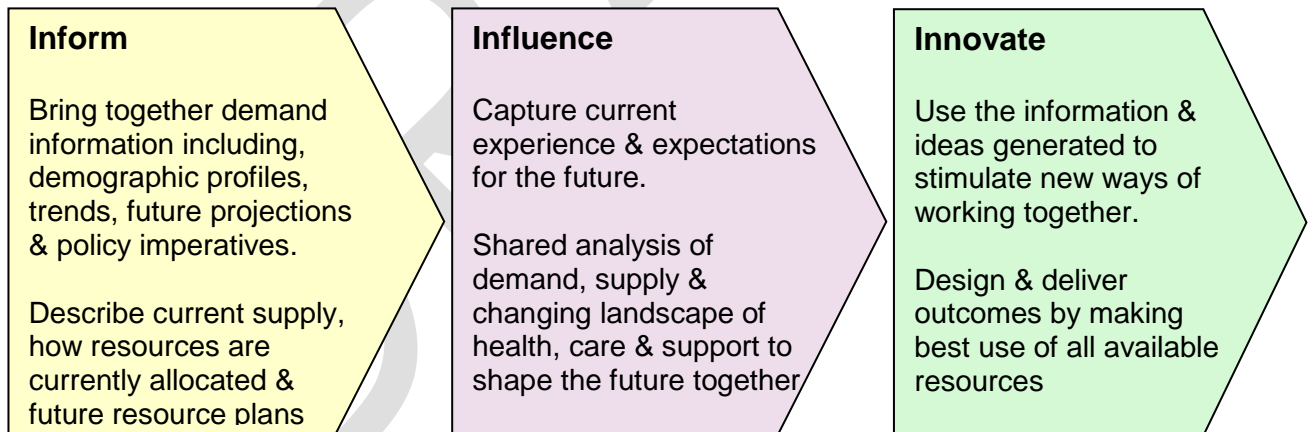 Inform
Bring together demand
information including,
demographic profiles,
trends, future projections
& policy imperatives.
Describe current supply,
how resources are
currently allocated &
future resource plans
Influence
Capture current
experience & expectations
for the future.
Shared analysis of
demand, supply &
changing landscape of
health, care & support to
shape the future together
Innovate
Use the information &
ideas generated to
stimulate new ways of
working together.
Design & deliver
outcomes by making
best use of all available
resources